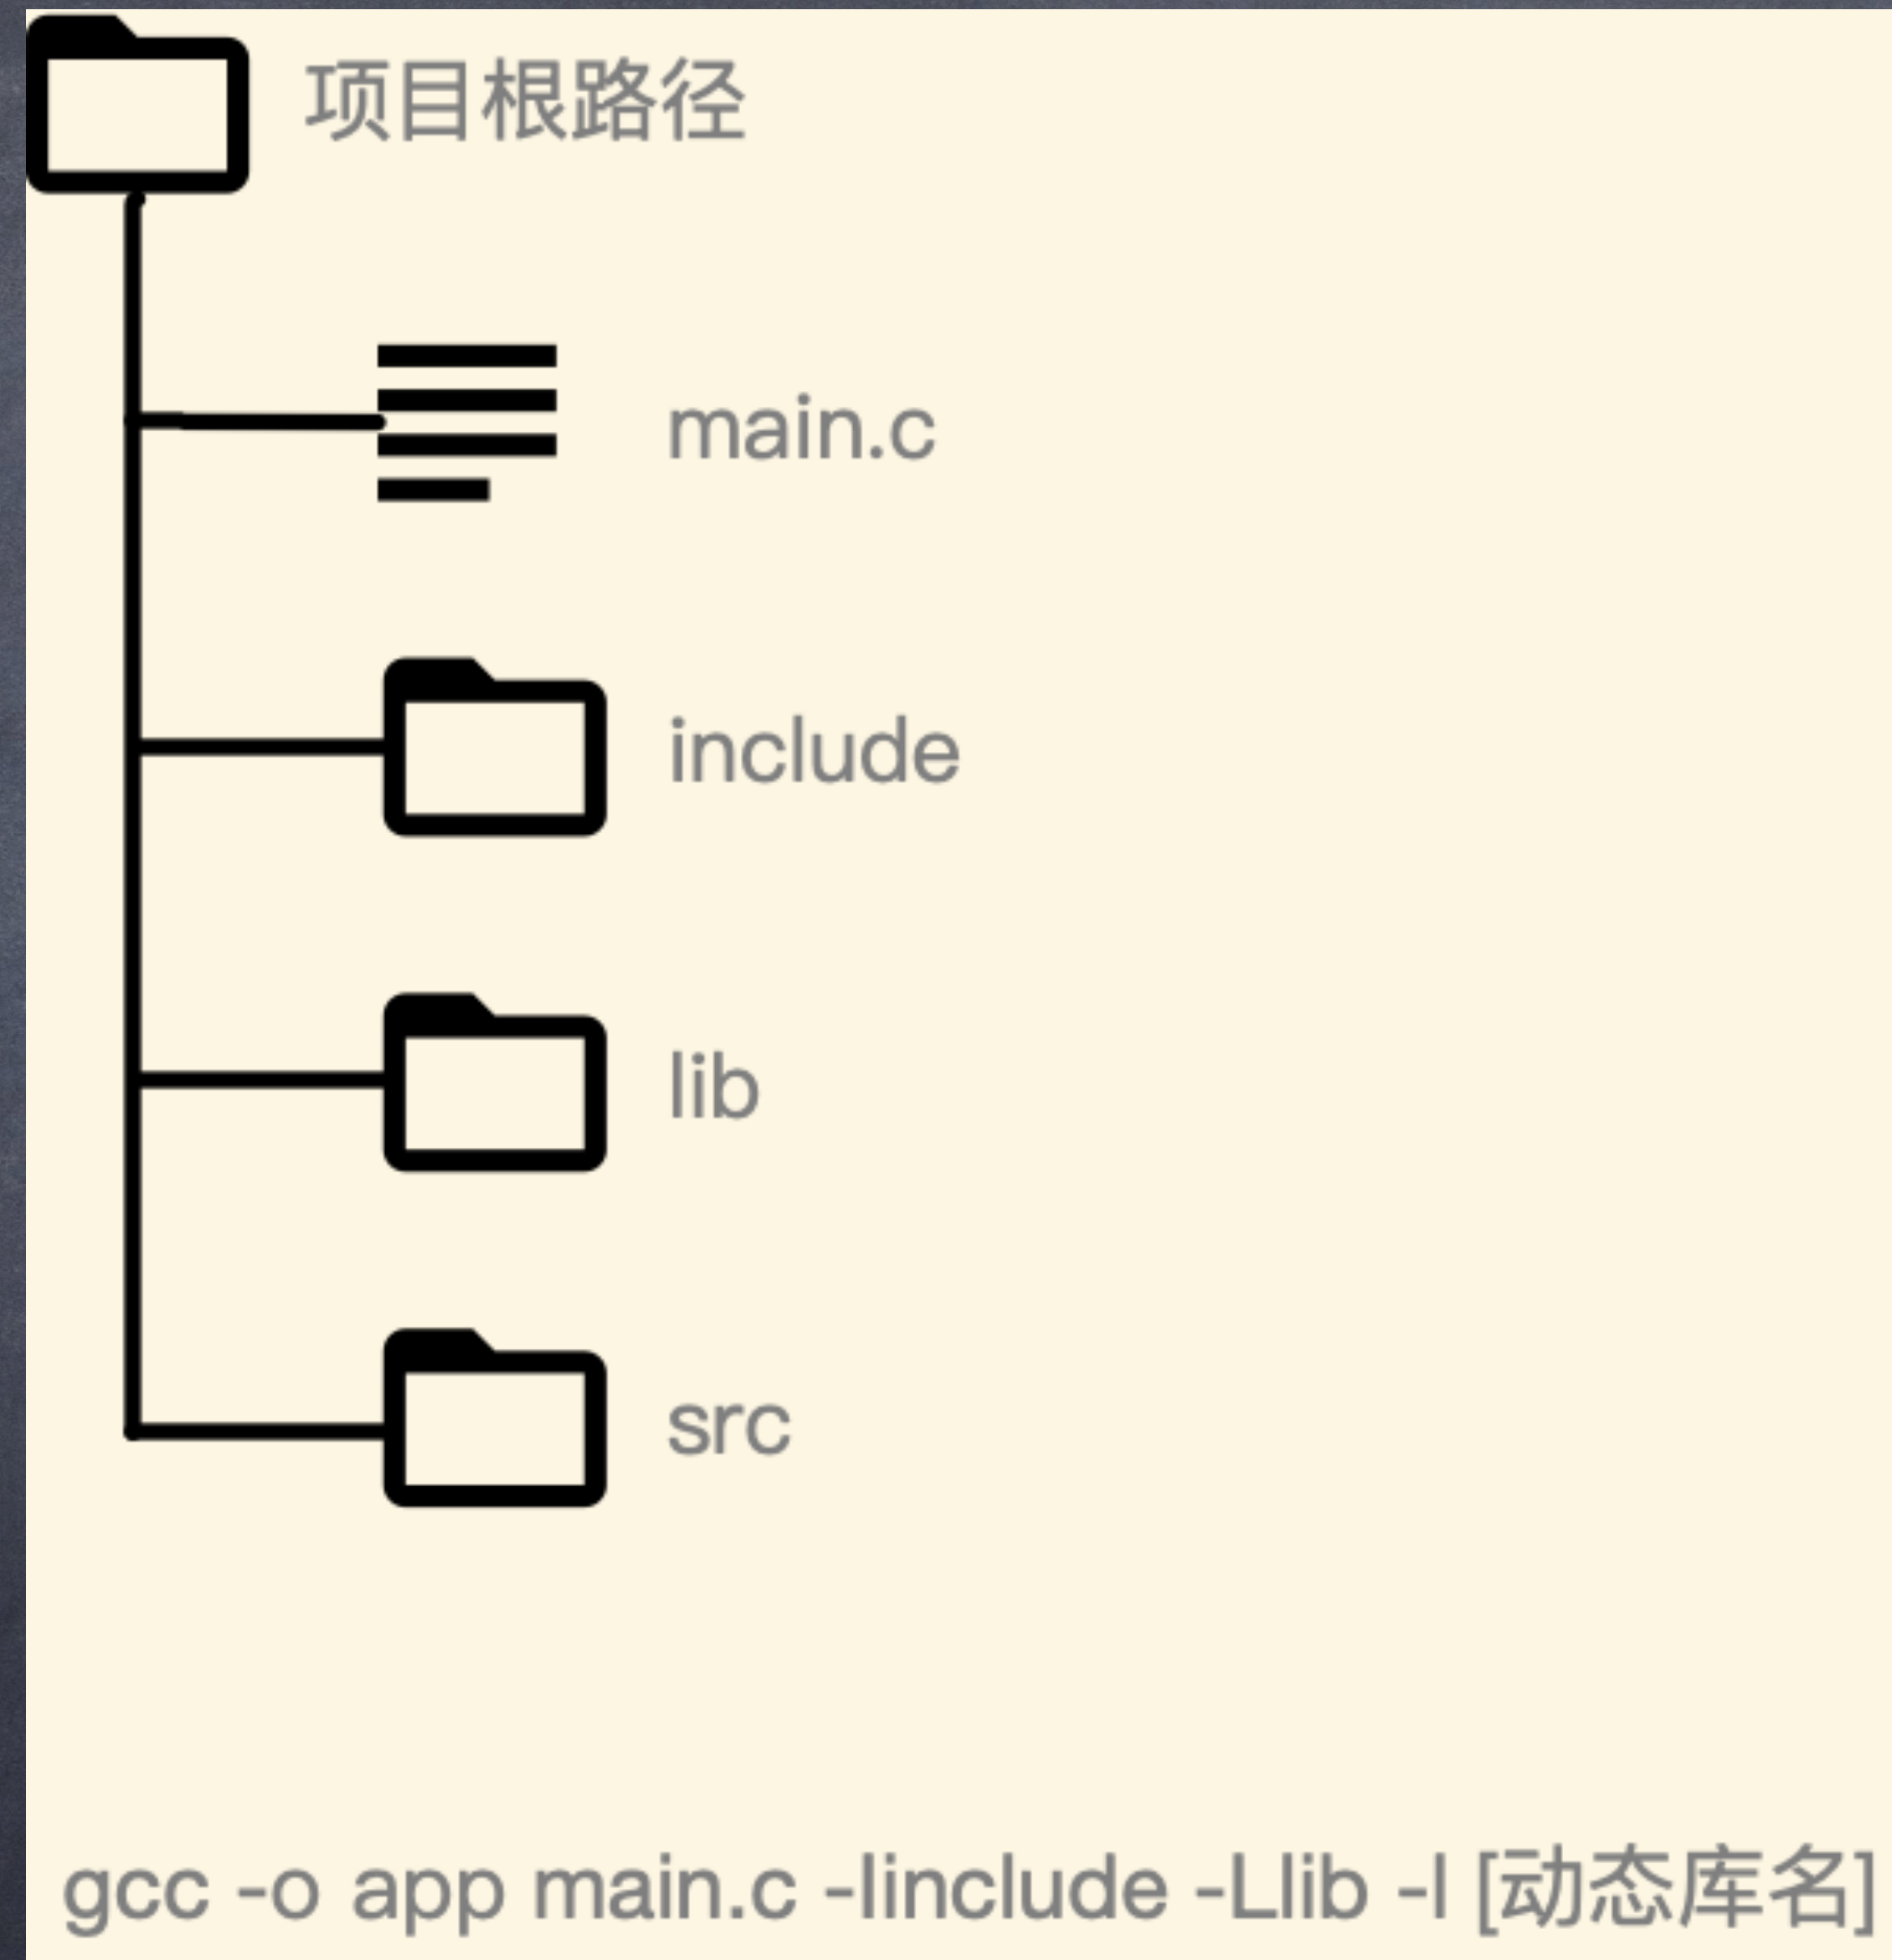 项目根路径
main.c
include
lib
src
gcc -o app main.c -Iinclude -Llib -l [动态库名]